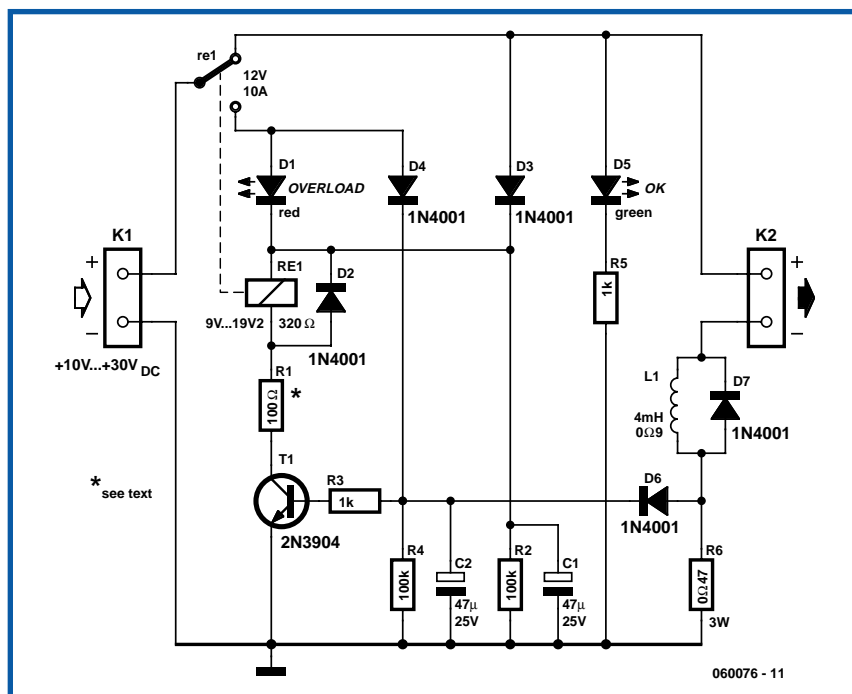 re1
12V
10A
D1
OVERLOAD
red
D4
1N4001
D3
1N4001
D5
OK
green
K1
+
−
+10V...+30V DC
RE1
9V...19V2 320 Ω
D2
1N4001
R5
1k
K2
+
−
R1
100Ω
*
L1
4mH
0Ω9
D7
1N4001
* see text
T1
2N3904
R3
1k
D6
1N4001
R4
100k
C2
47µ
25V
R2
100k
C1
47µ
25V
R6
0Ω47
3W
060076 - 11